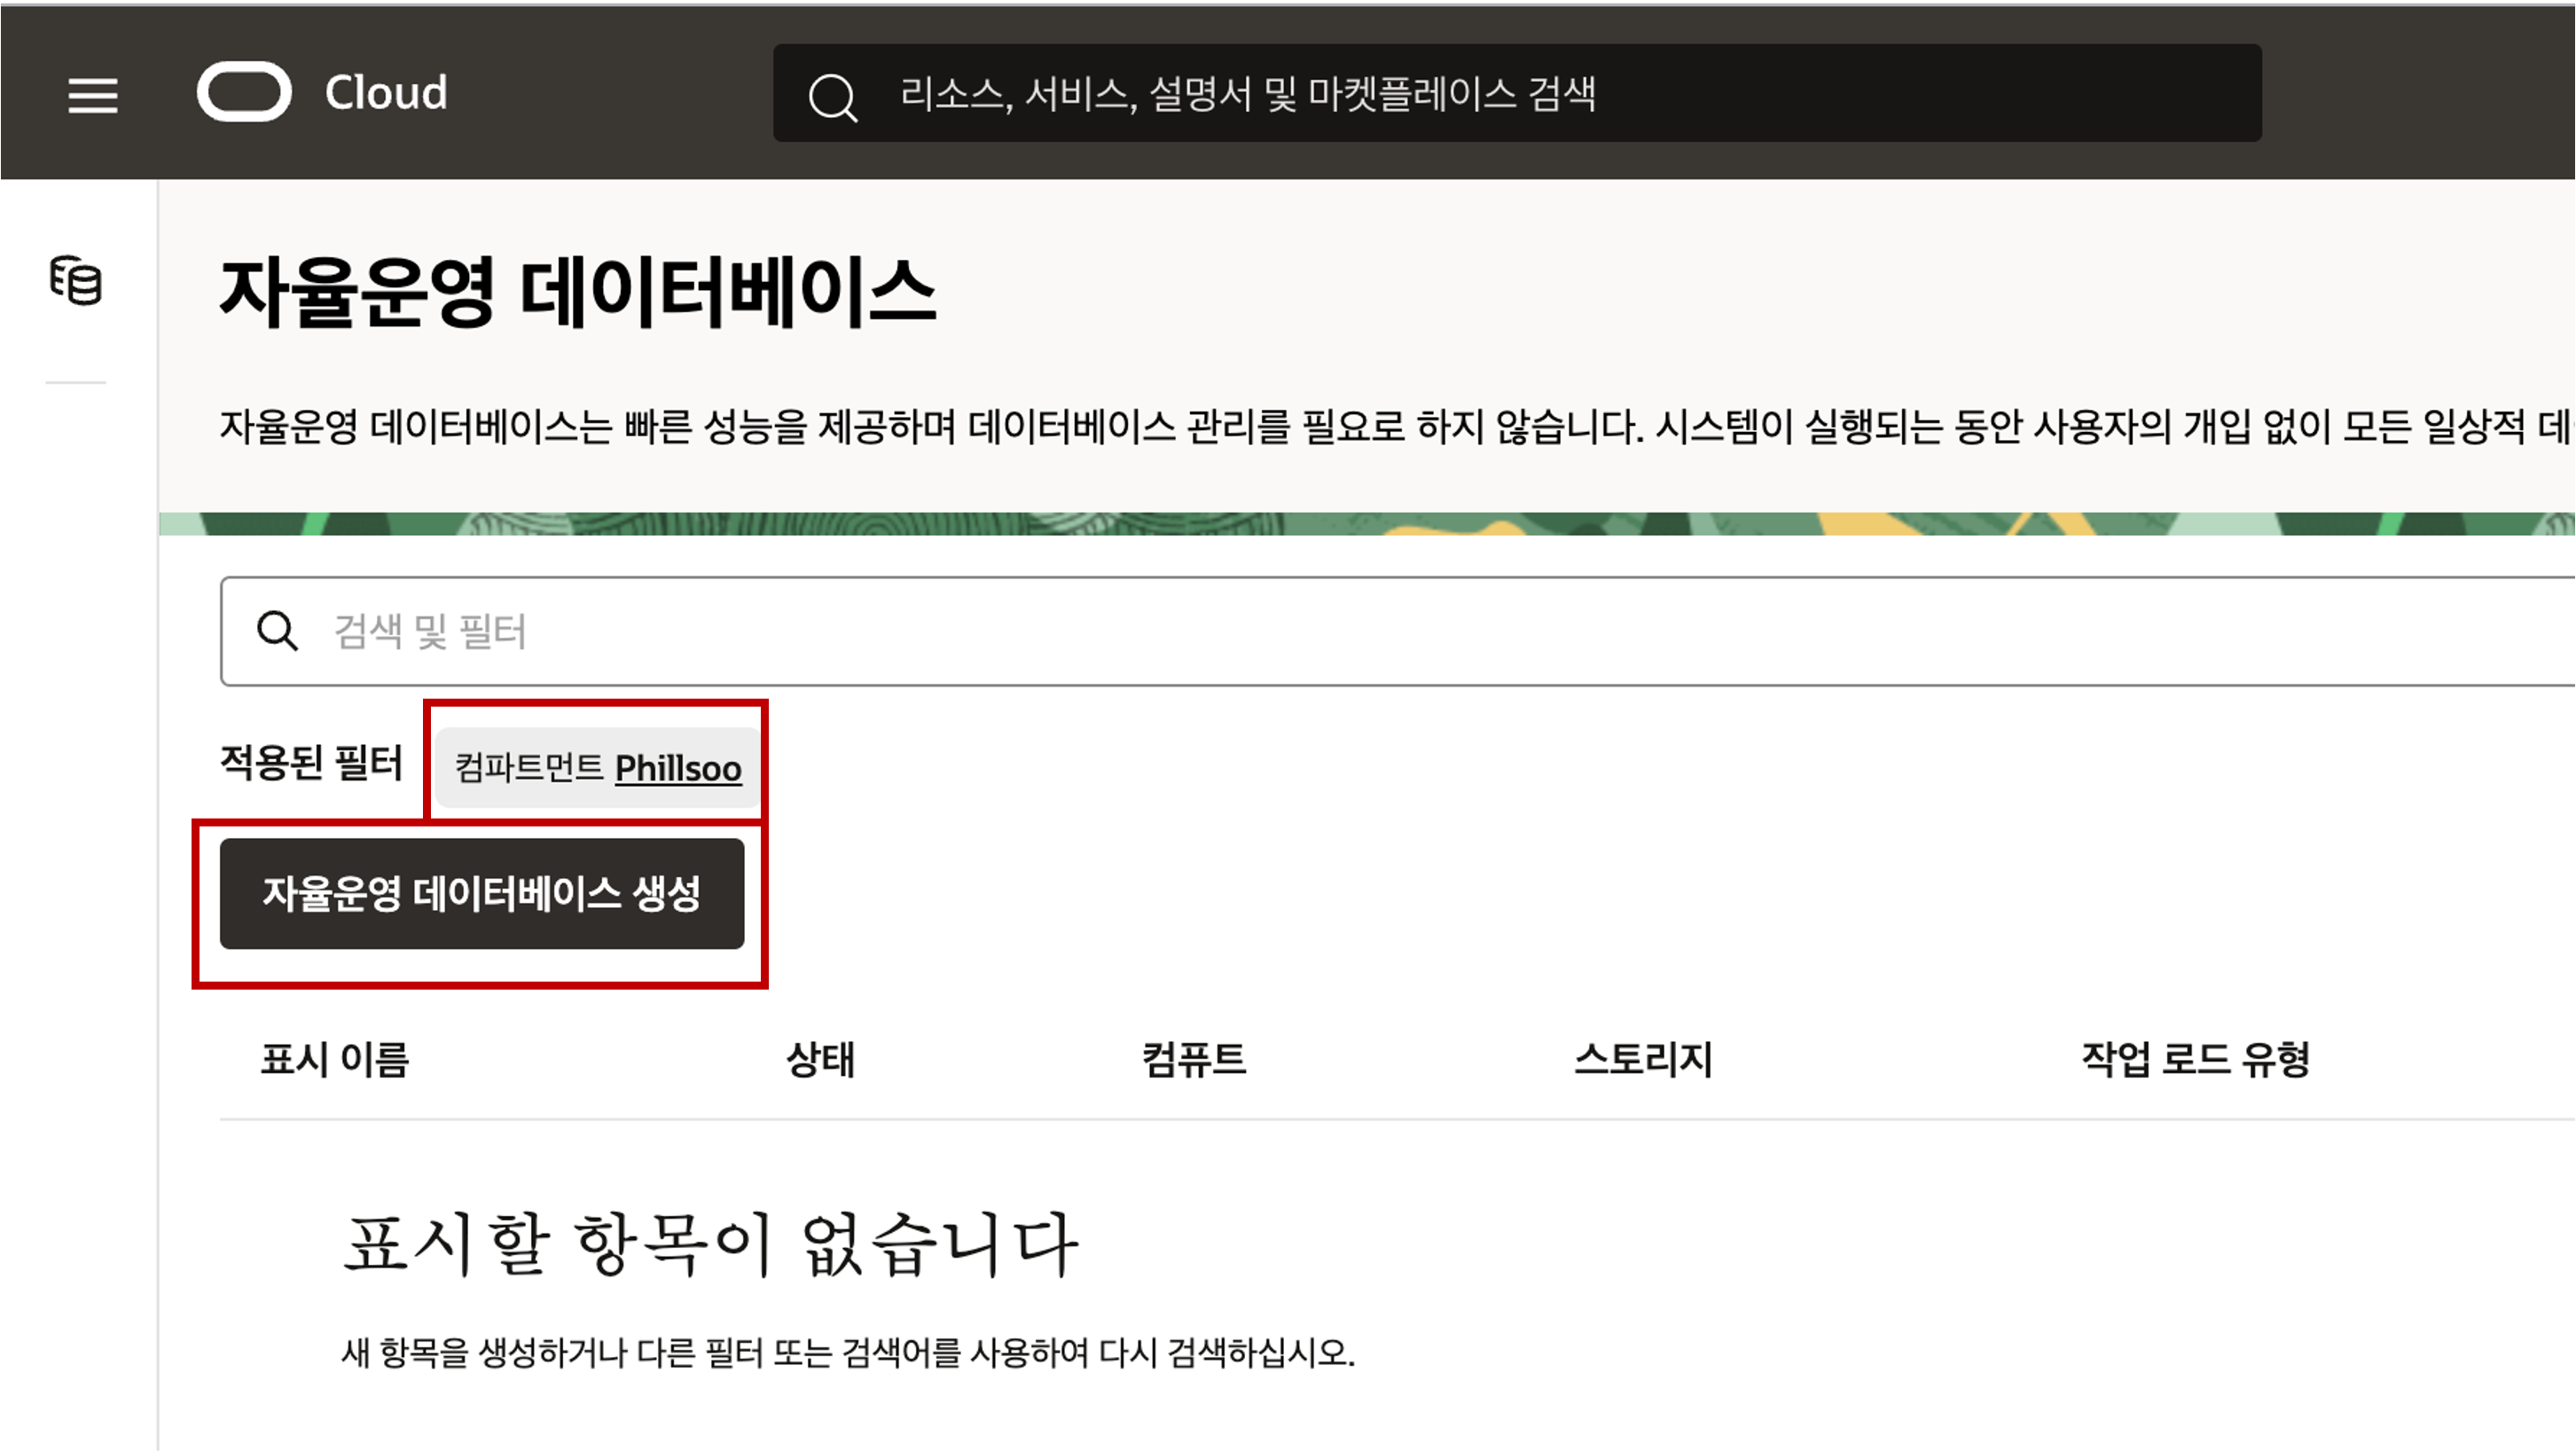 Cloud
리소스, 서비스, 설명서 및 마켓플레이스 검색
자율운영 데이터베이스
자율운영 데이터베이스는 빠른 성능을 제공하며 데이터베이스 관리를 필요로 하지 않습니다. 시스템이 실행되는 동안 사용자의 개입 없이 모든 일상적 데
검색 및 필터
적용된 필터 컴파트먼트 Phillsoo
자율운영 데이터베이스 생성
표시 이름 상태 컴퓨트 스토리지 작업 로드 유형
표시할 항목이 없습니다
새 항목을 생성하거나 다른 필터 또는 검색어를 사용하여 다시 검색하십시오.